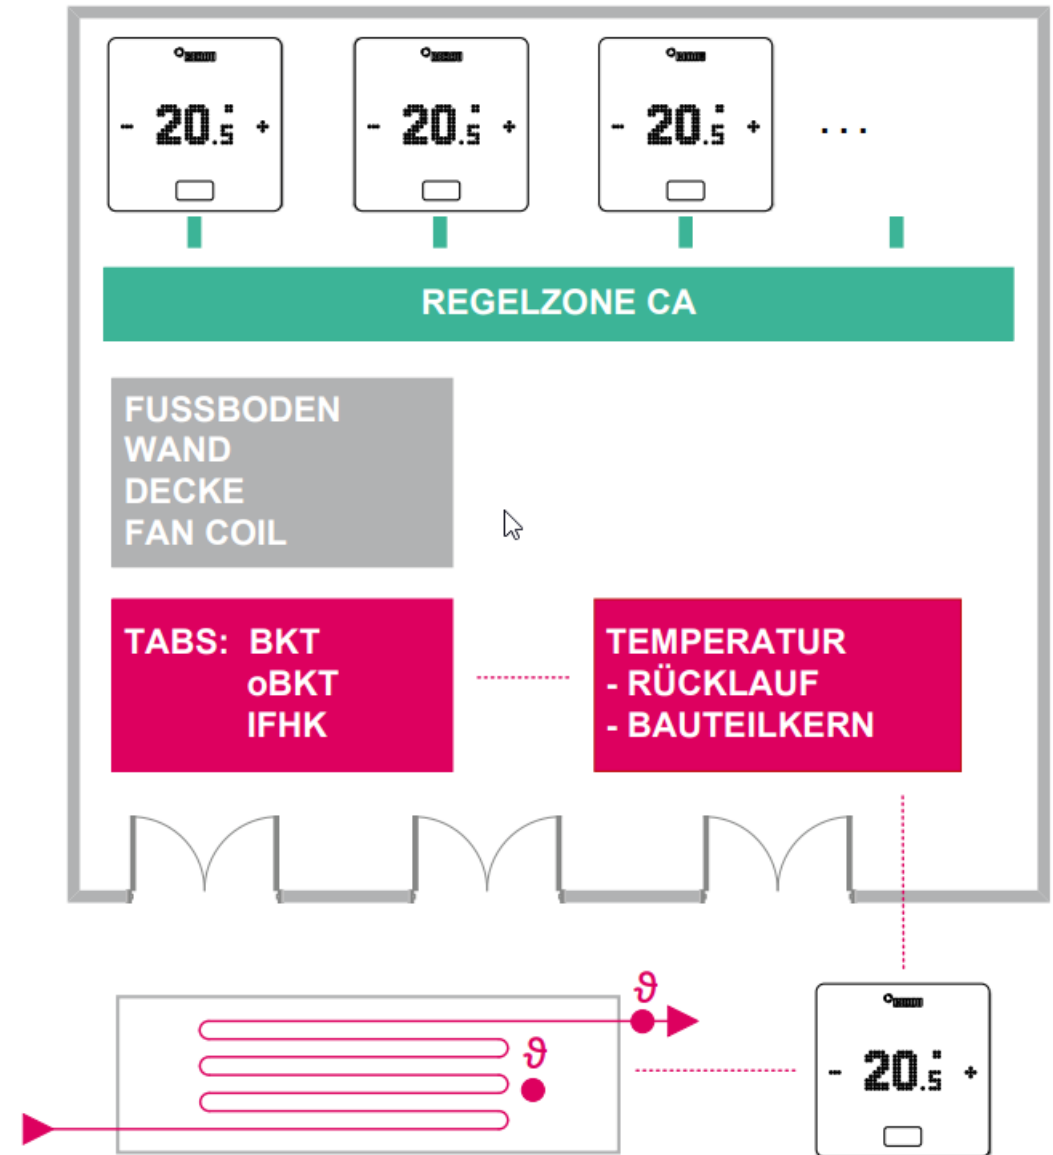 - 20.5 +
- 20.5 +
- 20.5 +
...
REGELZONE CA
FUSSBODEN
WAND
DECKE
FAN COIL
TABS: BKT
oBKT
IFHK
TEMPERATUR
- RÜCKLAUF
- BAUTEILKERN
ϑ
ϑ
- 20.5 +